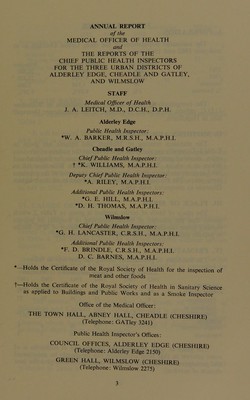 ANNUAL REPORT
of the
MEDICAL OFFICER OF HEALTH
and
THE REPORTS OF THE
CHIEF PUBLIC HEALTH INSPECTORS
FOR THE THREE URBAN DISTRICTS OF
ALDERLEY EDGE, CHEADLE AND GATLEY,
AND WILMSLOW
STAFF
Medical Officer of Health
J. A. LEITCH, M.D., D.C.H., D.P.H.
Alderley Edge
Public Health Inspector:
*W. A. BARKER, M.R.S.H., M.A.P.H.I.
Cheadle and Gatley
Chief Public Health Inspector:
† *K. WILLIAMS, M.A.P.H.I.
Deputy Chief Public Health Inspector:
*A. RILEY, M.A.P.H.I.
Additional Public Health Inspectors:
*G. E. HILL, M.A.P.H.I.
*D. H. THOMAS, M.A.P.H.I.
Wilmslow
Chief Public Health Inspector:
*G. H. LANCASTER, C.R.S.H., M.A.P.H.I.
Additional Public Health Inspectors:
*F. D. BRINDLE, C.R.S.H., M.A.P.H.I.
D. C. BARNES, M.A.P.H.I.
*—Holds the Certificate of the Royal Society of Health for the inspection of
meat and other foods
†—Holds the Certificate of the Royal Society of Health in Sanitary Science
as applied to Buildings and Public Works and as a Smoke Inspector
Office of the Medical Officer:
THE TOWN HALL, ABNEY HALL, CHEADLE (CHESHIRE)
(Telephone: GATley 3241)
Public Health Inspector's Offices:
COUNCIL OFFICES, ALDERLEY EDGE (CHESHIRE)
(Telephone: Alderley Edge 2150)
GREEN HALL, WILMSLOW (CHESHIRE)
(Telephone: Wilmslow 2275)
3